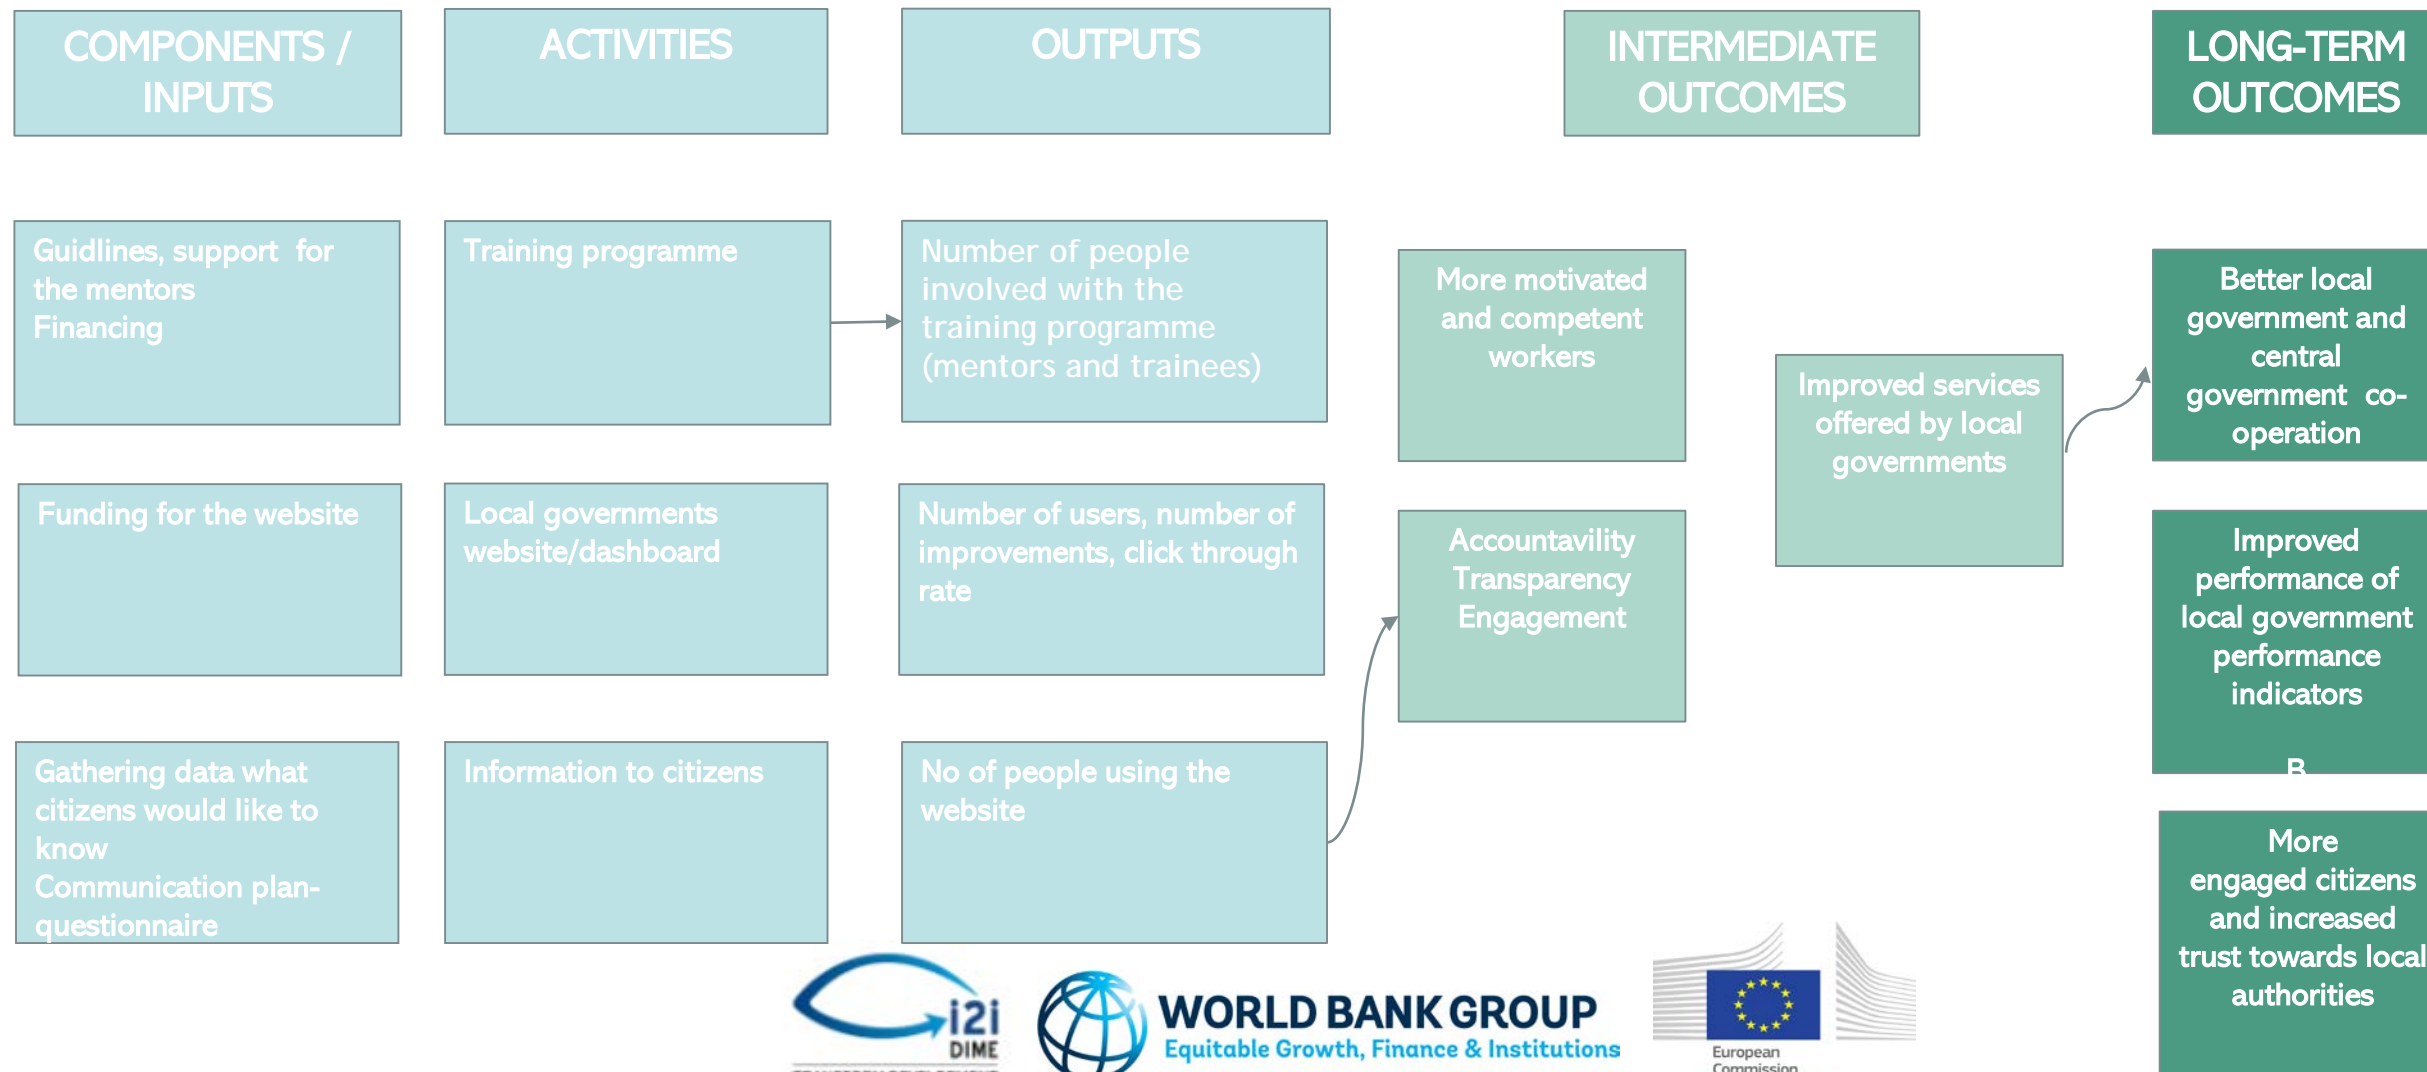 COMPONENTS /
INPUTS
ACTIVITIES
OUTPUTS
INTERMEDIATE
OUTCOMES
LONG-TERM
OUTCOMES
Guidlines, support  for
the mentors
Financing
Training programme
Number of people
involved with the
training programme
(mentors and trainees)
More motivated
and competent
workers
Improved services
offered by local
governments
Better local
government and
central
government  co-
operation
Funding for the website
Local governments
website/dashboard
Number of users, number of
improvements, click through
rate
Accountavility
Transparency
Engagement
Improved
performance of
local government
performance
indicators
B
Gathering data what
citizens would like to
know
Communication plan-
questionnaire
Information to citizens
No of people using the
website
More
engaged citizens
and increased
trust towards local
authorities
i2i
DIME
WORLD BANK GROUP
Equitable Growth, Finance & Institutions
European
Commission